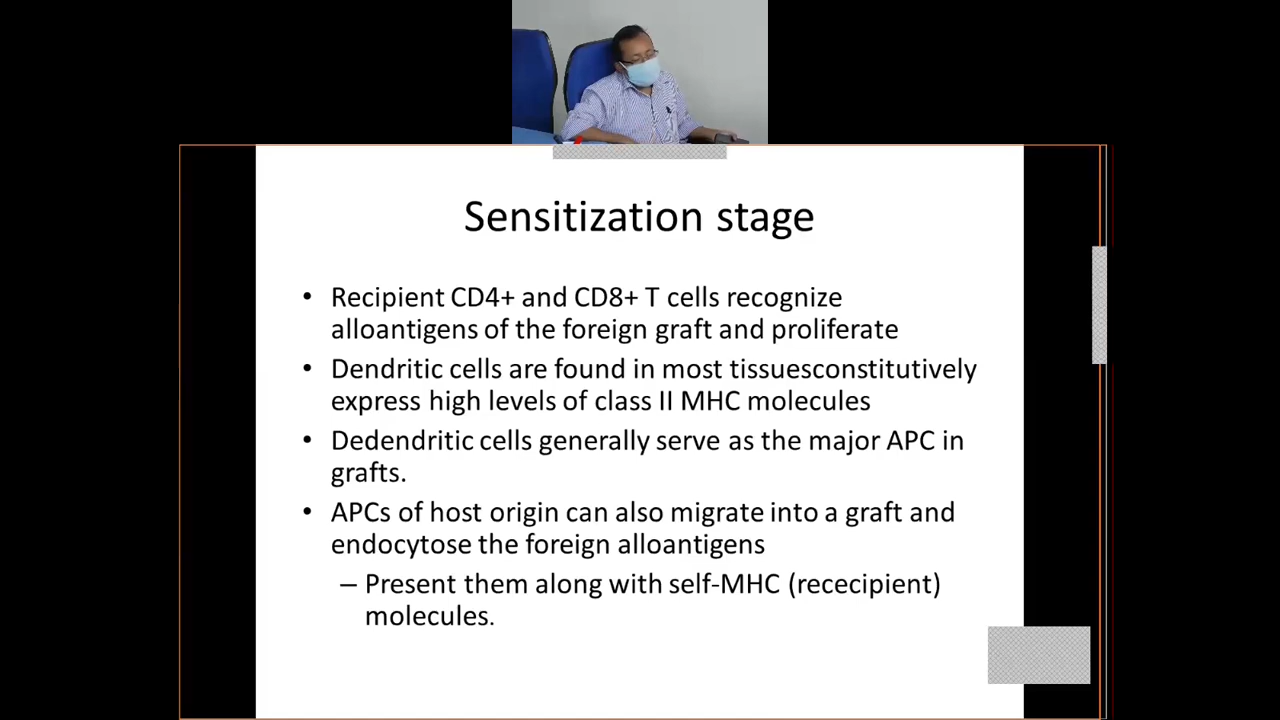 Sensitization stage
• Recipient CD4+ and CD8+ T cells recognize
alloantigens of the foreign graft and proliferate
• Dendritic cells are found in most tissuesconstitutively
express high levels of class II MHC molecules
• Dedendritic cells generally serve as the major APC in
grafts.
• APCs of host origin can also migrate into a graft and
endocytose the foreign alloantigens
– Present them along with self-MHC (rececipient)
molecules.